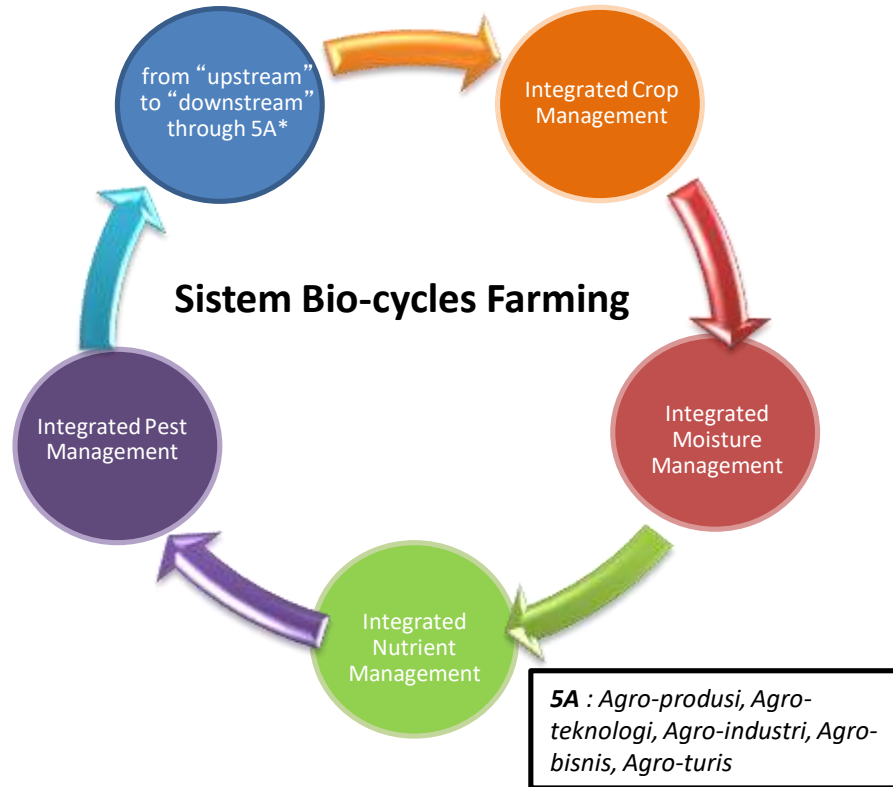 from “upstream”
to “downstream”
through 5A*
Integrated Crop
Management
Sistem Bio-cycles Farming
Integrated Pest
Management
Integrated
Moisture
Management
Integrated
Nutrient
Management
5A : Agro-produsi, Agro-
teknologi, Agro-industri, Agro-
bisnis, Agro-turis